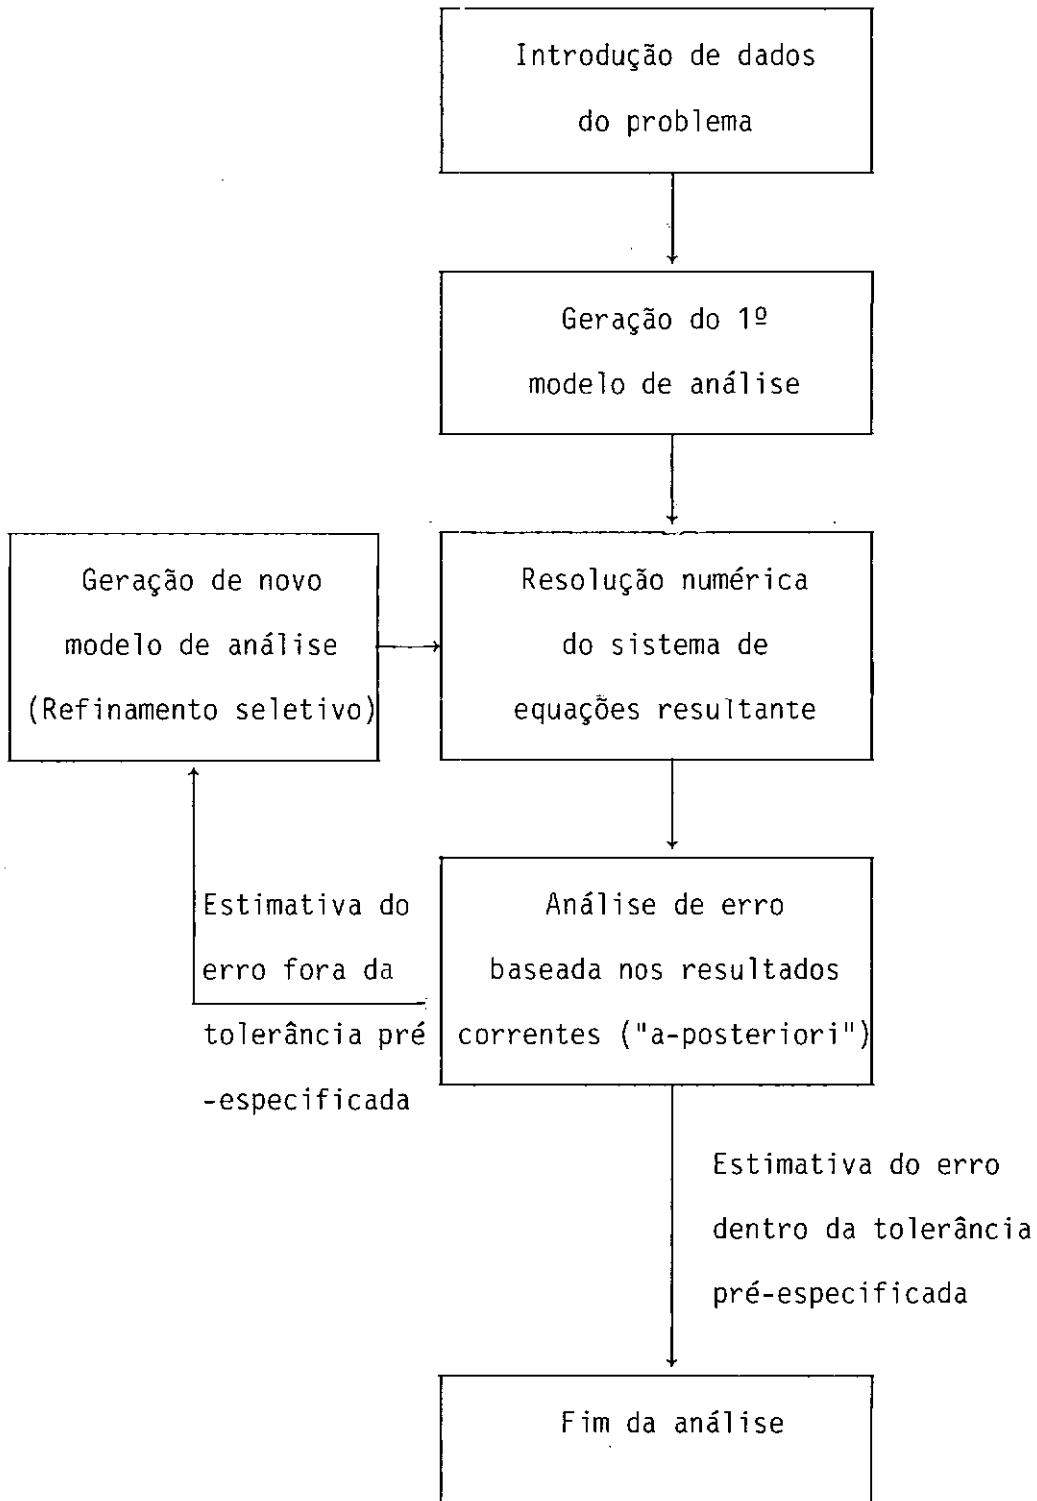 Introdução de dados
do problema
Geração do 1º
modelo de análise
Geração de novo
modelo de análise
(Refinamento seletivo)
Resolução numérica
do sistema de
equações resultante
Estimativa do
erro fora da
tolerância pré
-especificada
Análise de erro
baseada nos resultados
correntes ("a-posteriori")
Estimativa do erro
dentro da tolerância
pré-especificada
Fim da análise